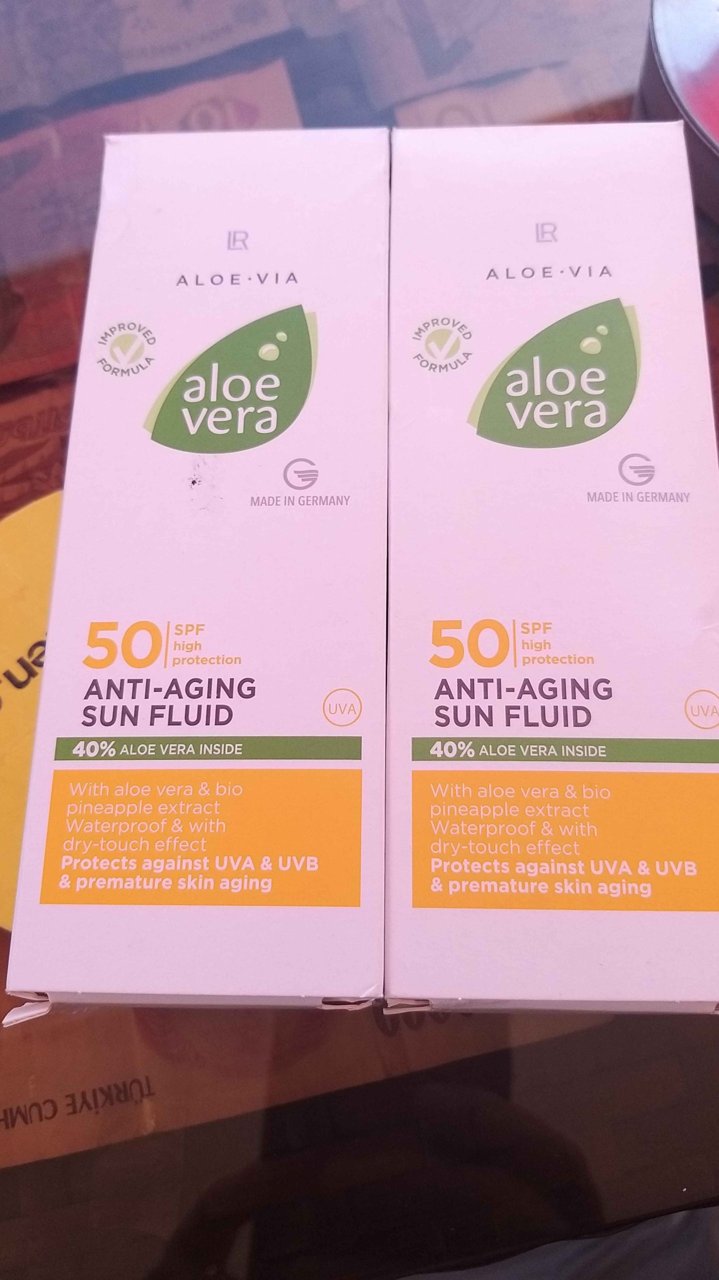 LR
ALOE·VIA
IMPROVED
FORMULA
aloe
vera
MADE IN GERMANY
50 SPF
high
protection
ANTI-AGING
SUN FLUID
UVA
40% ALOE VERA INSIDE
With aloe vera & bio
pineapple extract
Waterproof & with
dry-touch effect
Protects against UVA & UVB
& premature skin aging
LR
ALOE·VIA
IMPROVED
FORMULA
aloe
vera
MADE IN GERMANY
50 SPF
high
protection
ANTI-AGING
SUN FLUID
UVA
40% ALOE VERA INSIDE
With aloe vera & bio
pineapple extract
Waterproof & with
dry-touch effect
Protects against UVA & UVB
& premature skin aging
TÜRKİYE CUMH